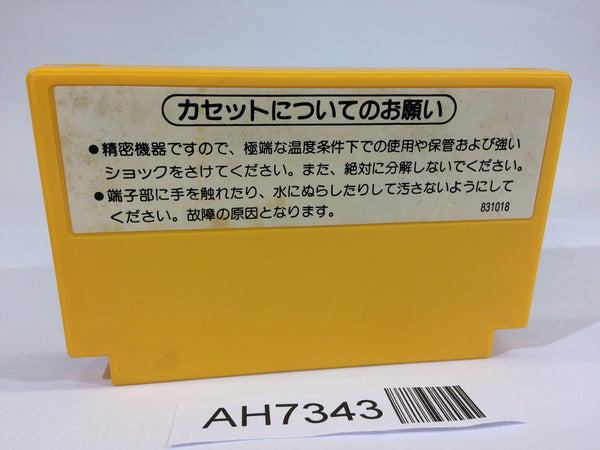 カセットについてのお願い
●精密機器ですので、極端な温度条件下での使用や保管および強い
ショックをさけてください。また、絶対に分解しないでください。
●端子部に手を触れたり、水にぬらしたりして汚さないようにして
ください。故障の原因となります。
831018
AH7343